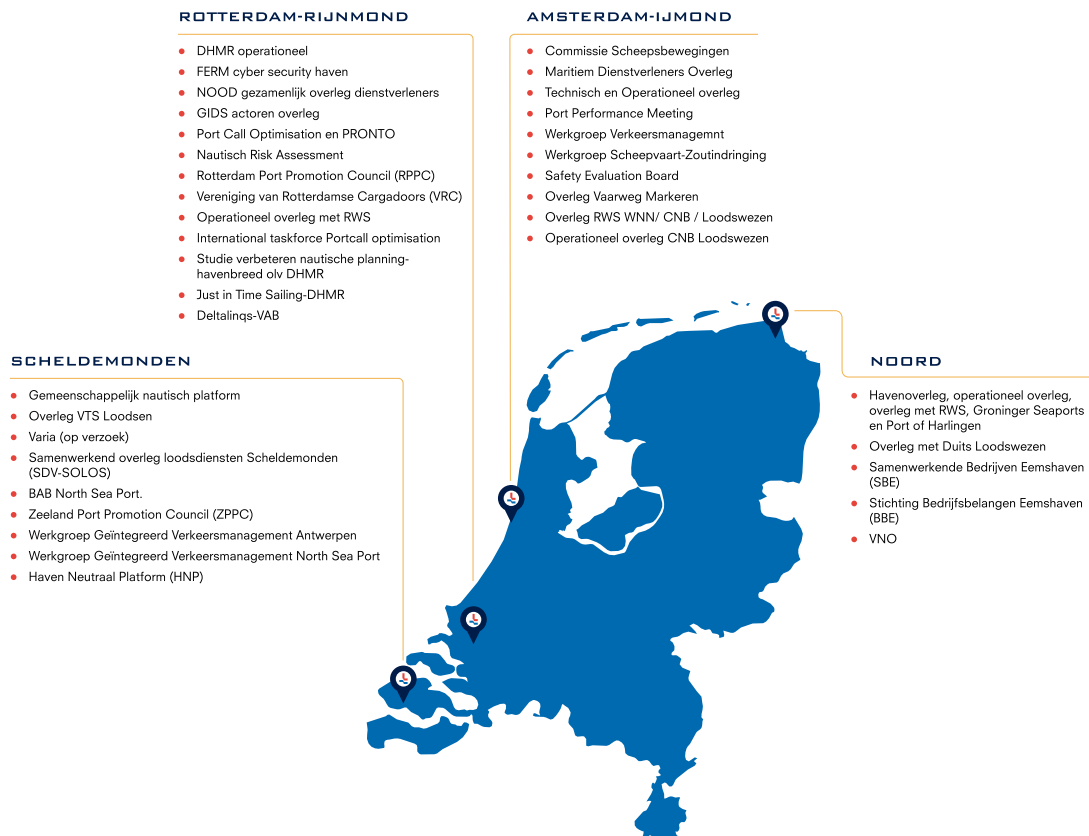 ROTTERDAM-RIJNMOND
DHMR operationeel
FERM cyber security haven
NOOD gezamenlijk overleg dienstverleners
GIDS actoren overleg
Port Call Optimisation en PRONTO
Nautisch Risk Assessment
Rotterdam Port Promotion Council (RPPC)
Vereniging van Rotterdamse Cargadoors (VRC)
Operationeel overleg met RWS
International taskforce Portcall optimisation
Studie verbeteren nautische planning-
havenbreed olv DHMR
Just in Time Sailing-DHMR
Deltalinqs-VAB
AMSTERDAM-IJMOND
Commissie Scheepsbewegingen
Maritiem Dienstverleners Overleg
Technisch en Operationeel overleg
Port Performance Meeting
Werkgroep Verkeersmanagemnt
Werkgroep Scheepvaart-Zoutindringing
Safety Evaluation Board
Overleg Vaarweg Markeren
Overleg RWS WNN/ CNB / Loodswezen
Operationeel overleg CNB Loodswezen
SCHELDEMONDEN
Gemeenschappelijk nautisch platform
Overleg VTS Loodsen
Varia (op verzoek)
Samenwerkend overleg loodsdiensten Scheldemonden
(SDV-SOLOS)
BAB North Sea Port.
Zeeland Port Promotion Council (ZPPC)
Werkgroep Geïntegreerd Verkeersmanagement Antwerpen
Werkgroep Geïntegreerd Verkeersmanagement North Sea Port
Haven Neutraal Platform (HNP)
NOORD
Havenoverleg, operationeel overleg,
overleg met RWS, Groninger Seaports
en Port of Harlingen
Overleg met Duits Loodswezen
Samenwerkende Bedrijven Eemshaven
(SBE)
Stichting Bedrijfsbelangen Eemshaven
(BBE)
VNO